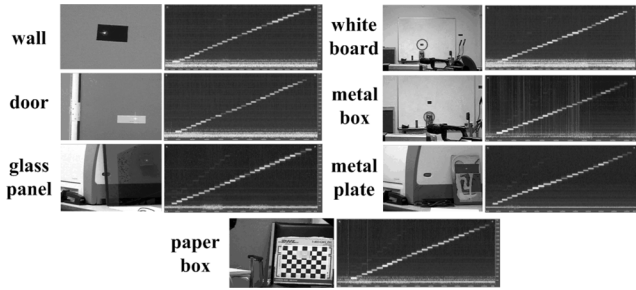 wall
white
board
door
metal
box
glass
panel
metal
plate
paper
box